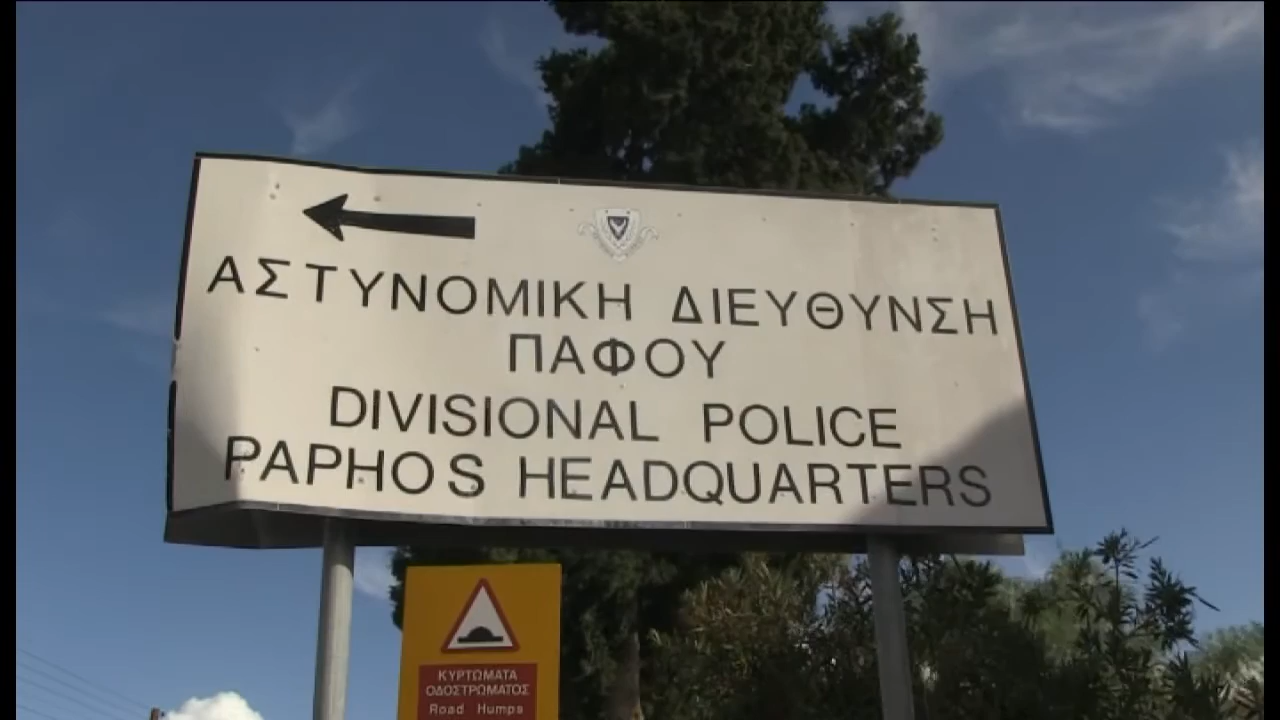 ΑΣΤΥΝΟΜΙΚΗ ΔΙΕΥΘΥΝΣΗ
ΠΑΦΟΥ
DIVISIONAL POLICE
PAPHOS HEADQUARTERS
ΚΥΡΤΩΜΑΤΑ
ΟΔΟΣΤΡΩΜΑΤΟΣ
Road Humps